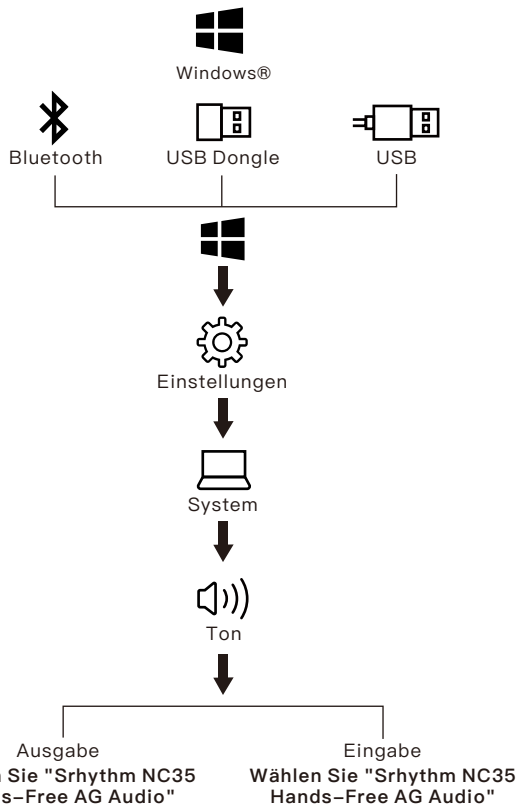 Windows®
Bluetooth USB Dongle USB
Einstellungen
System
Ton
Ausgabe
Sie "Srhythm NC35
Free AG Audio"
Eingabe
Wählen Sie "Srhythm NC35
Hands-Free AG Audio"